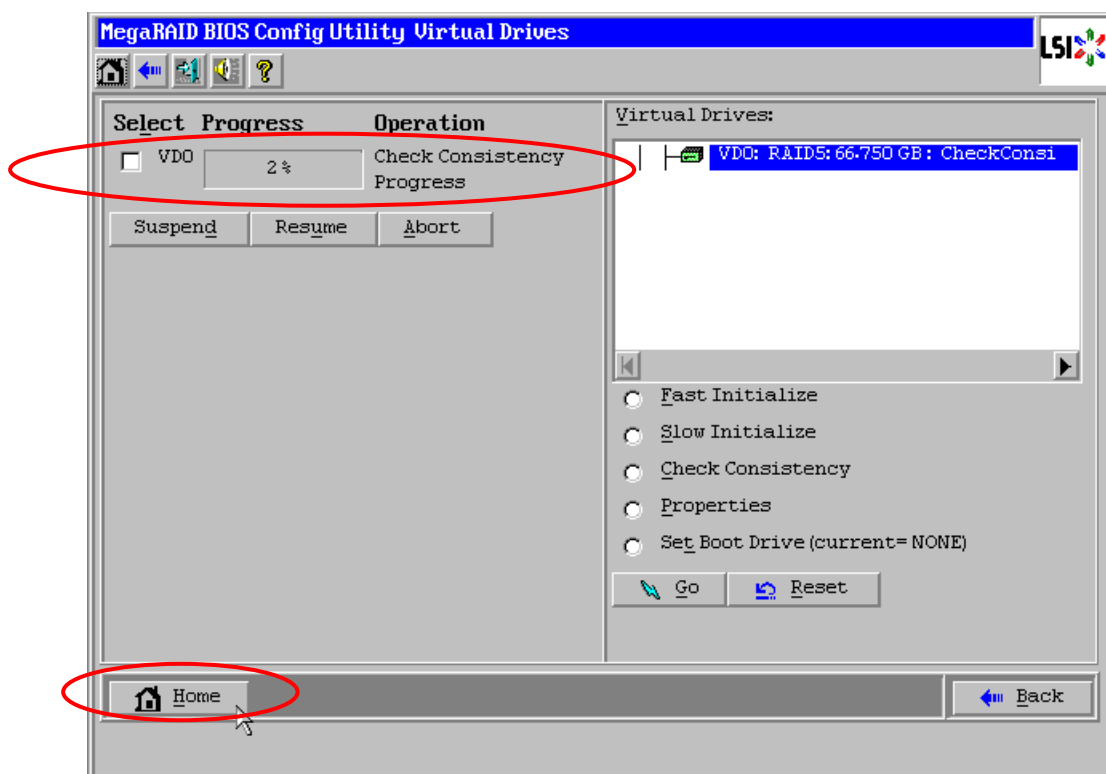 MegaRAID BIOS Config Utility Virtual Drives
LSI
Select Progress Operation
VD0 2% Check Consistency
Progress
Suspend Resume Abort
Virtual Drives:
VD0: RAID5: 66.750 GB: CheckConsi
Fast Initialize
Slow Initialize
Check Consistency
Properties
Set Boot Drive (current= NONE)
Go Reset
Home Back